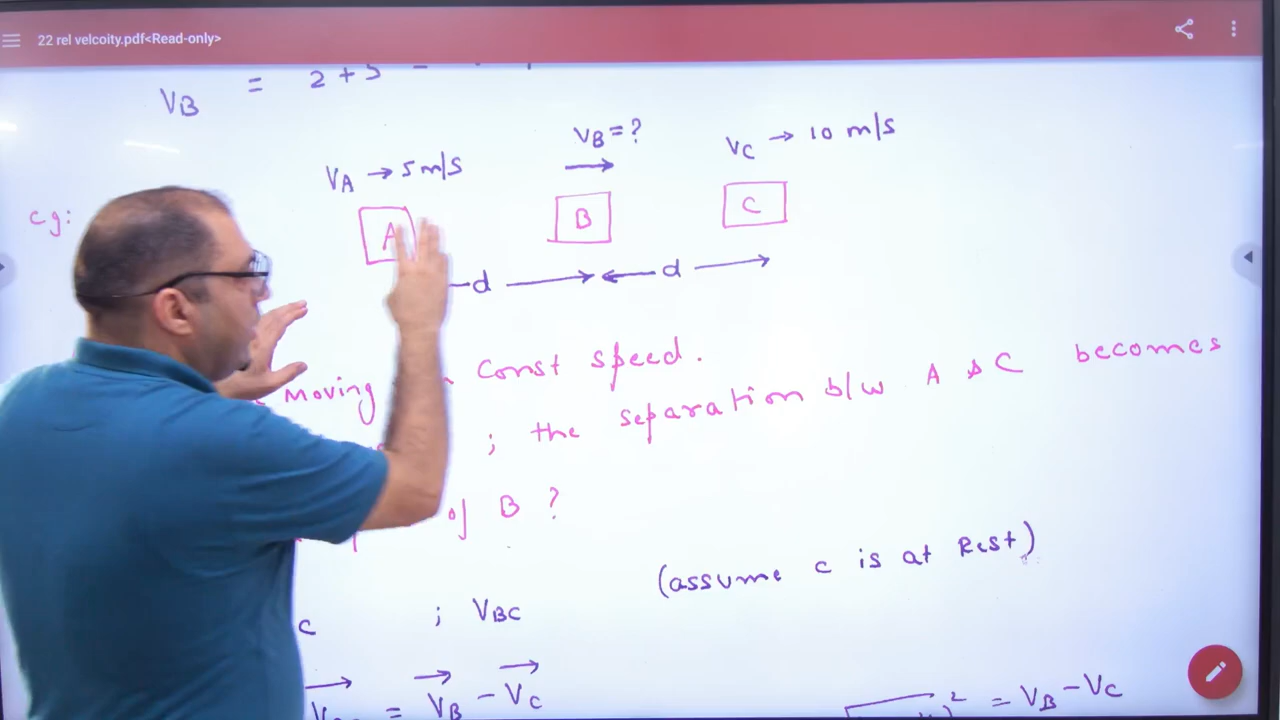 22 rel velcoity.pdf<Read-only>
VB = 2 + 5
VB = ?
VC → 10 m/s
VA → 5 m/s
eg:
A
B
C
d
d
moving const speed.
; the separation b/w A & C becomes
of B ?
(assume c is at Rest)
c ; VBC
= VB - VC
= VB - VC